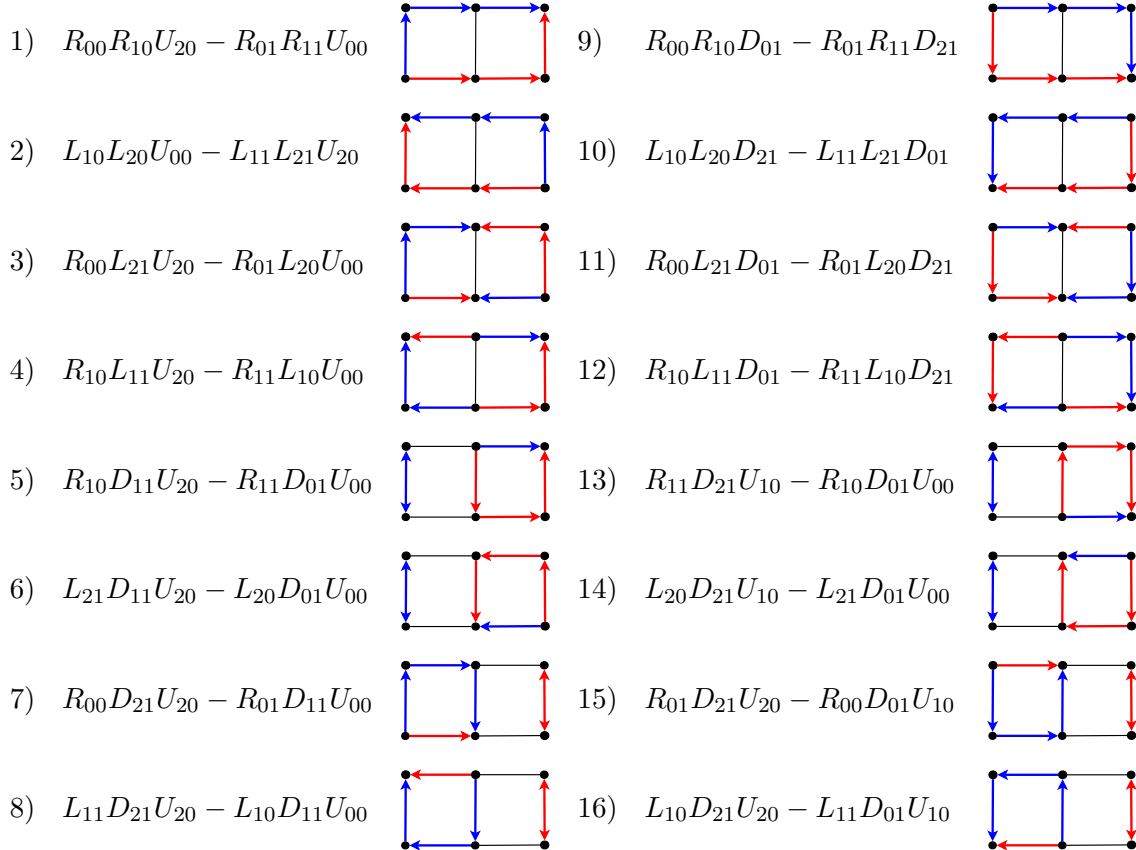 1) R_{00}R_{10}U_{20} − R_{01}R_{11}U_{00}
9) R_{00}R_{10}D_{01} − R_{01}R_{11}D_{21}
2) L_{10}L_{20}U_{00} − L_{11}L_{21}U_{20}
10) L_{10}L_{20}D_{21} − L_{11}L_{21}D_{01}
3) R_{00}L_{21}U_{20} − R_{01}L_{20}U_{00}
11) R_{00}L_{21}D_{01} − R_{01}L_{20}D_{21}
4) R_{10}L_{11}U_{20} − R_{11}L_{10}U_{00}
12) R_{10}L_{11}D_{01} − R_{11}L_{10}D_{21}
5) R_{10}D_{11}U_{20} − R_{11}D_{01}U_{00}
13) R_{11}D_{21}U_{10} − R_{10}D_{01}U_{00}
6) L_{21}D_{11}U_{20} − L_{20}D_{01}U_{00}
14) L_{20}D_{21}U_{10} − L_{21}D_{01}U_{00}
7) R_{00}D_{21}U_{20} − R_{01}D_{11}U_{00}
15) R_{01}D_{21}U_{20} − R_{00}D_{01}U_{10}
8) L_{11}D_{21}U_{20} − L_{10}D_{11}U_{00}
16) L_{10}D_{21}U_{20} − L_{11}D_{01}U_{10}